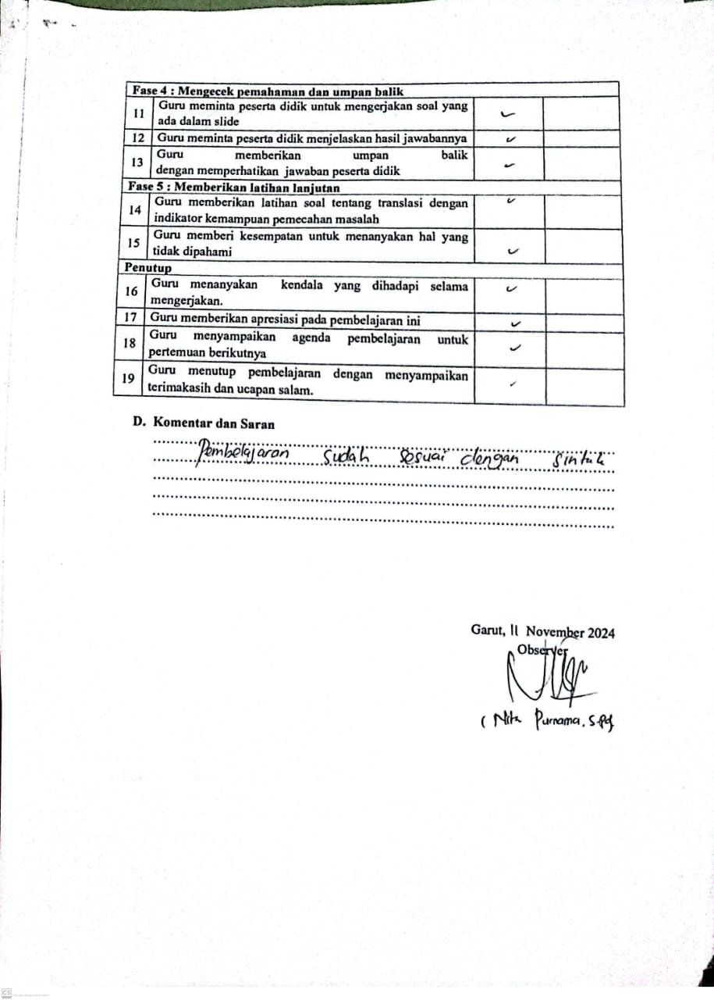 Fase 4 : Mengecek pemahaman dan umpan balik
11 Guru meminta peserta didik untuk mengerjakan soal yang
ada dalam slide
12 Guru meminta peserta didik menjelaskan hasil jawabannya
13 Guru memberikan umpan balik
dengan memperhatikan jawaban peserta didik
Fase 5 : Memberikan latihan lanjutan
14 Guru memberikan latihan soal tentang translasi dengan
indikator kemampuan pemecahan masalah
15 Guru memberi kesempatan untuk menanyakan hal yang
tidak dipahami
Penutup
16 Guru menanyakan kendala yang dihadapi selama
mengerjakan.
17 Guru memberikan apresiasi pada pembelajaran ini
18 Guru menyampaikan agenda pembelajaran untuk
pertemuan berikutnya
19 Guru menutup pembelajaran dengan menyampaikan
terimakasih dan ucapan salam.
D. Komentar dan Saran
Pembelajaran sudah sesuai dengan
Garut, 11 November 2024
Observer
( Nita Purnama, S.Pd
CS